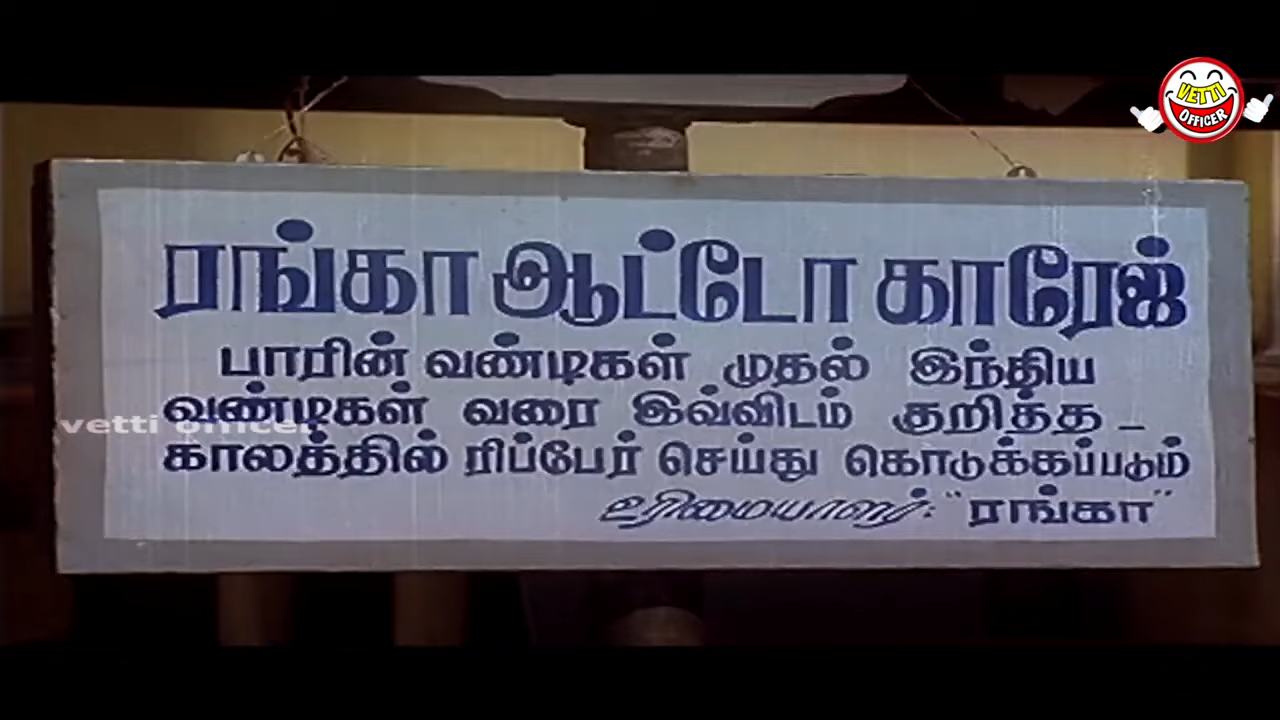 VETTI
OFFICER
ரங்கா ஆட்டோ காரேஜ்
பாரின் வண்டிகள் முதல் இந்திய
வண்டிகள் வரை இவ்விடம் குறித்த -
காலத்தில் ரிப்பேர் செய்து கொடுக்கப்படும்
உரிமையாளர்: "ரங்கா"
vetti officer